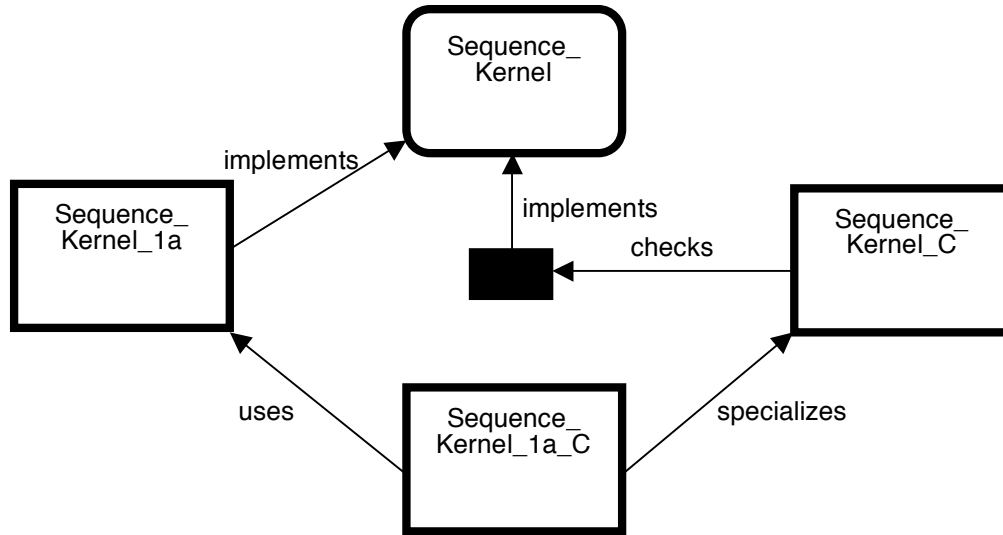 Sequence_
Kernel
implements
Sequence_
Kernel_1a
implements
Sequence_
Kernel_C
checks
uses
Sequence_
Kernel_1a_C
specializes